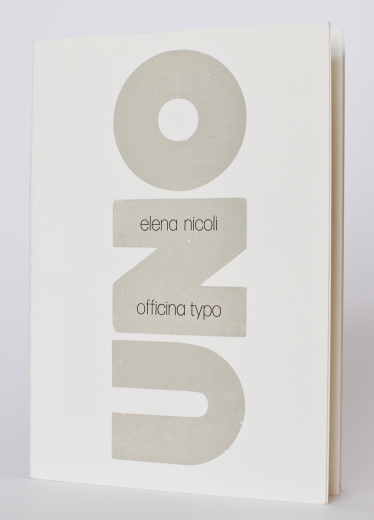 UNO
elena nicoli
officina typo